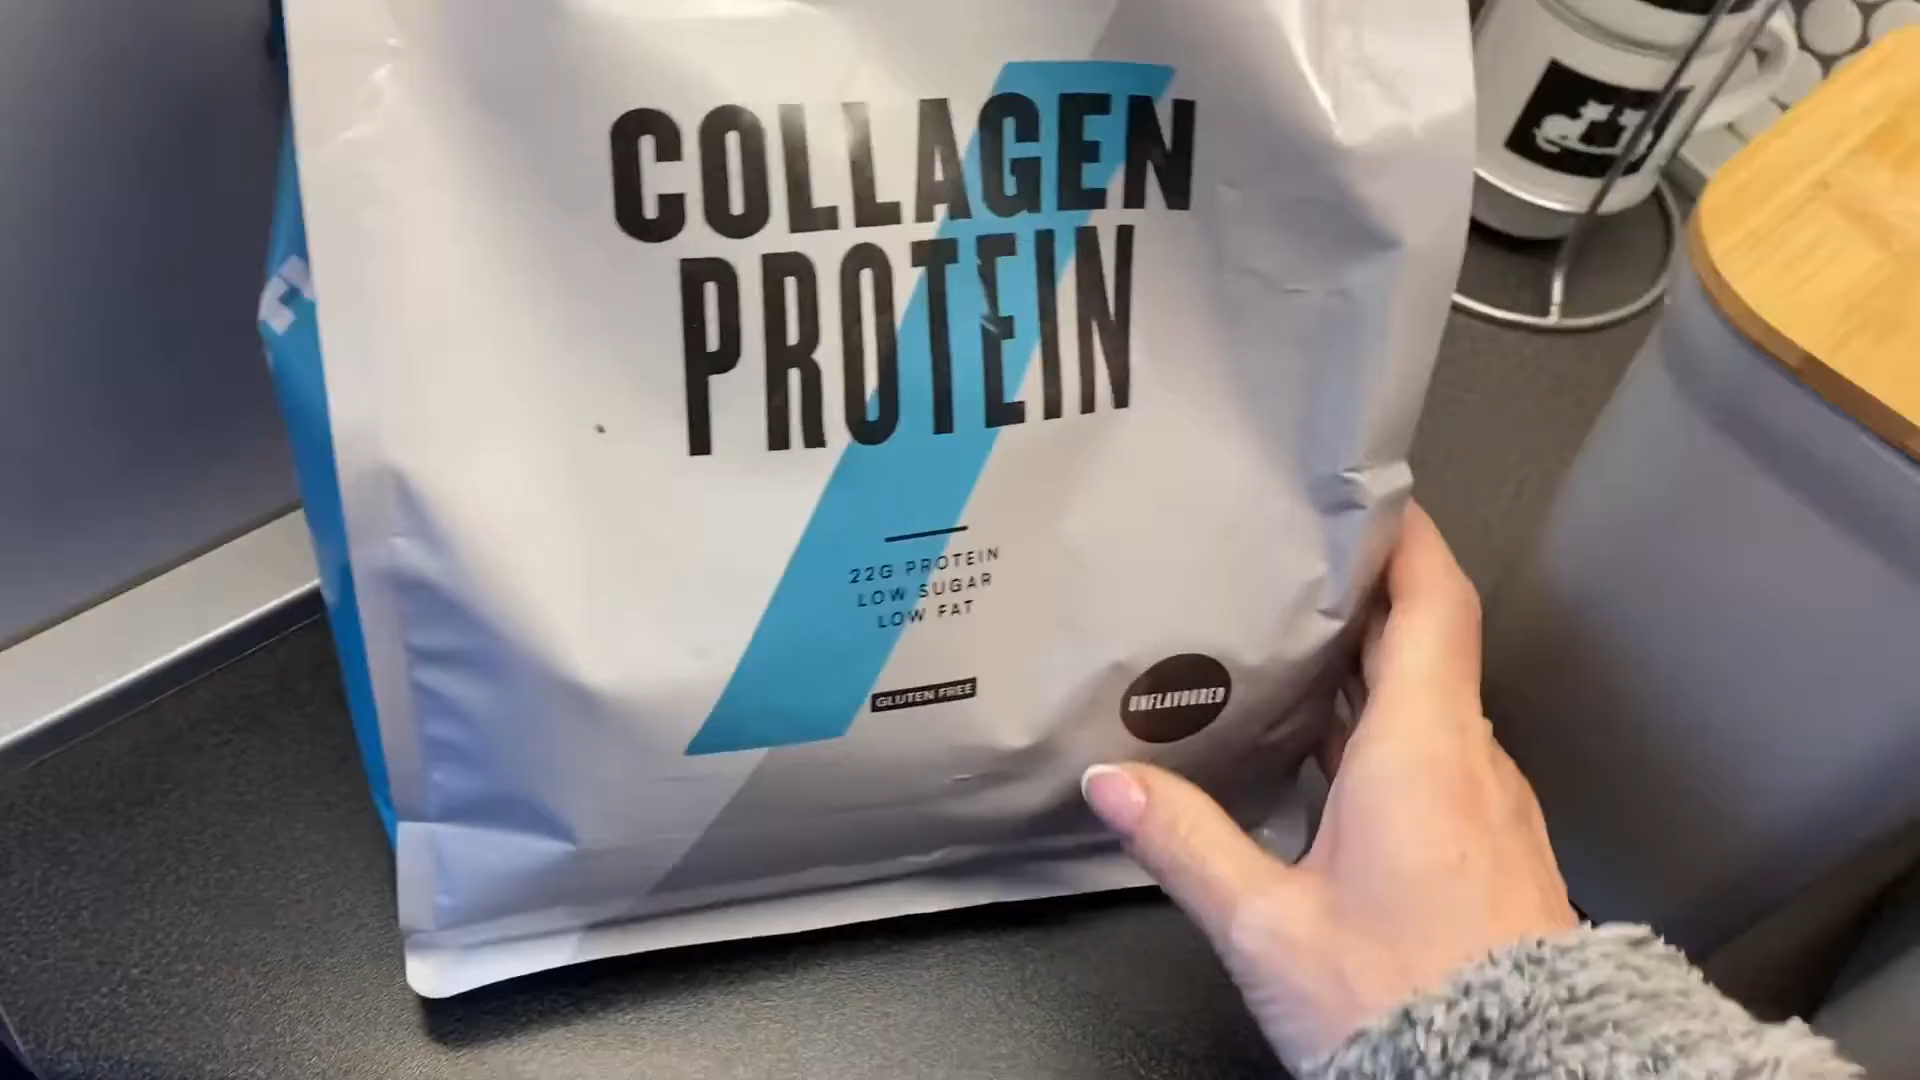 COLLAGEN
PROTEIN
22G PROTEIN
LOW SUGAR
LOW FAT
GLUTEN FREE
UNFLAVOURED